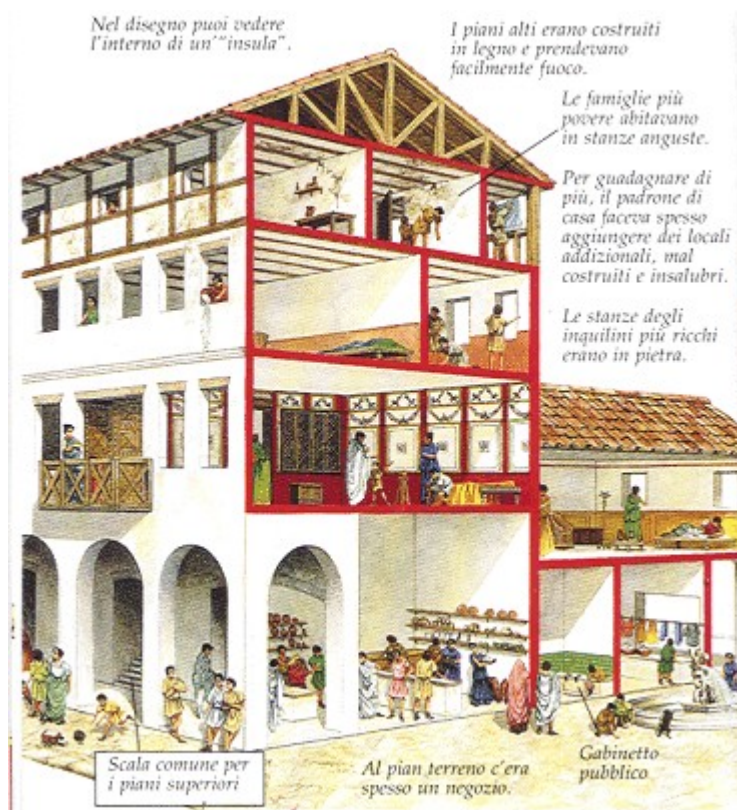 Nel disegno puoi vedere
l'interno di un'"insula".
I piani alti erano costruiti
in legno e prendevano
facilmente fuoco.
Le famiglie più
povere abitavano
in stanze anguste.
Per guadagnare di
più, il padrone di
casa faceva spesso
aggiungere dei locali
addizionali, mal
costruiti e insalubri.
Le stanze degli
inquilini più ricchi
erano in pietra.
Scala comune per
i piani superiori
Al pian terreno c'era
spesso un negozio.
Gabinetto
pubblico